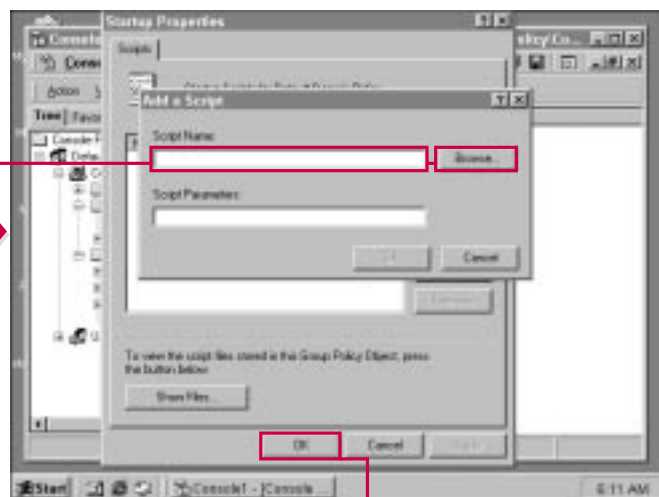 Startup Properties
Scripts
Add a Script
Action
Tree
Script Name:
Browse...
Script Parameters:
Cancel
To view the script files stored in this Group Policy Object, press
the button below.
Show Files...
OK
Cancel
Start
Console1 - [Console ...
6:11 AM